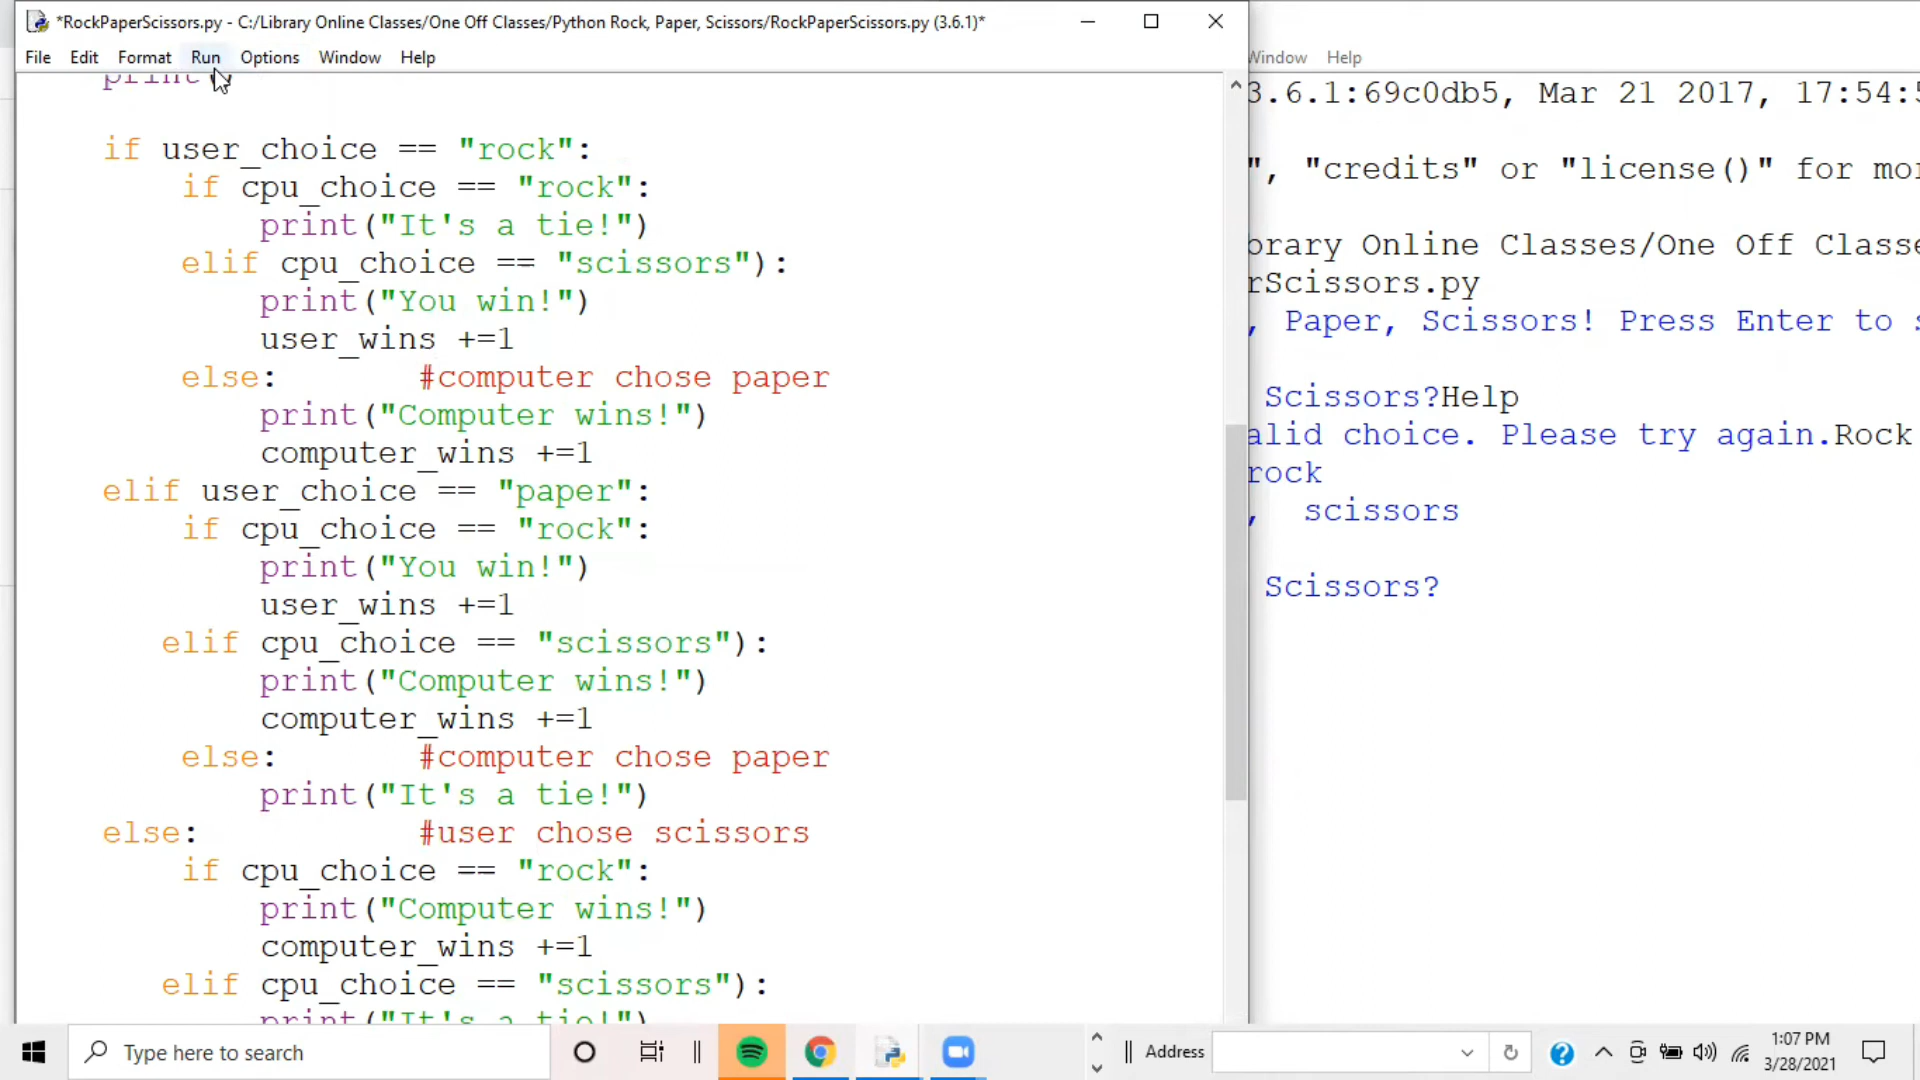 *RockPaperScissors.py - C:/Library Online Classes/One Off Classes/Python Rock, Paper, Scissors/RockPaperScissors.py (3.6.1)*
File Edit Format Run Options Window Help
print()
if user_choice == "rock":
if cpu_choice == "rock":
print("It's a tie!")
elif cpu_choice == "scissors"):
print("You win!")
user_wins +=1
else: #computer chose paper
print("Computer wins!")
computer_wins +=1
elif user_choice == "paper":
if cpu_choice == "rock":
print("You win!")
user_wins +=1
elif cpu_choice == "scissors"):
print("Computer wins!")
computer_wins +=1
else: #computer chose paper
print("It's a tie!")
else: #user chose scissors
if cpu_choice == "rock":
print("Computer wins!")
computer_wins +=1
elif cpu_choice == "scissors"):
print("It's a tie!")
Window Help
3.6.1:69c0db5, Mar 21 2017, 17:54:5
", "credits" or "license()" for mor
brary Online Classes/One Off Classe
rScissors.py
, Paper, Scissors! Press Enter to s
Scissors?Help
alid choice. Please try again.Rock
rock
, scissors
Scissors?
Type here to search
Address
1:07 PM
3/28/2021